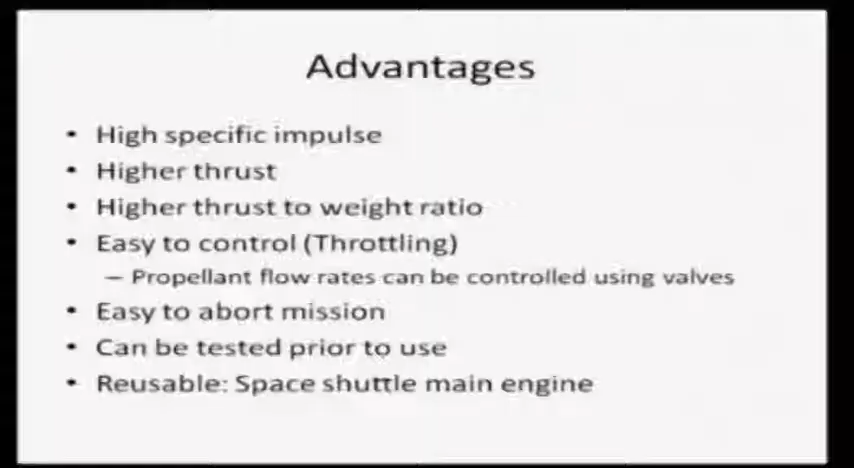 Advantages
• High specific impulse
• Higher thrust
• Higher thrust to weight ratio
• Easy to control (Throttling)
– Propellant flow rates can be controlled using valves
• Easy to abort mission
• Can be tested prior to use
• Reusable: Space shuttle main engine